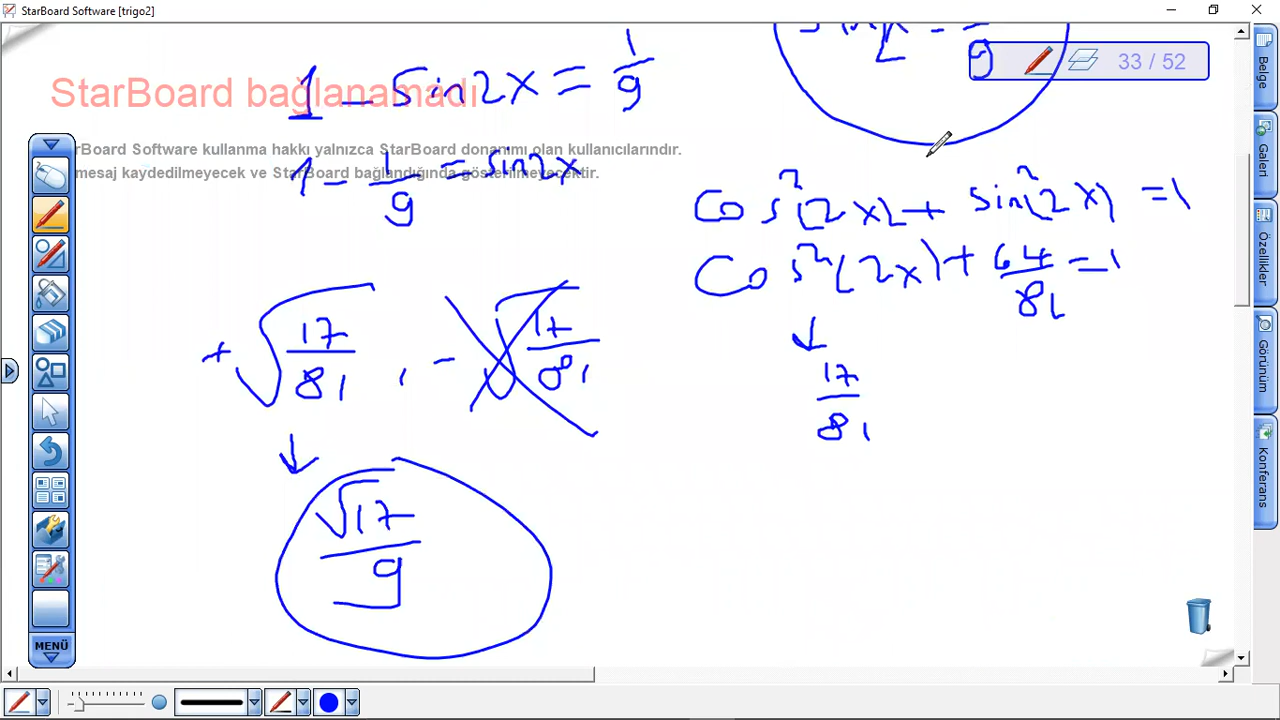 StarBoard Software [trigo2]
33 / 52
9
StarBoard bağlanamadı
1 - sin2x = 1/9
rBoard Software kullanma hakkı yalnızca StarBoard donanımı olan kullanıcılarındır.
mesaj kaydedilmeyecek ve StarBoard bağlandığında gösterilmeyecektir.
1 - 1/9 = sin2x
cos²(2x) + sin²(2x) = 1
cos²(2x) + 64/81 = 1
17/81
+√17/81 , -√17/81
√17/9
MENÜ
Belge
Galeri
Özellikler
Görünüm
Konferans